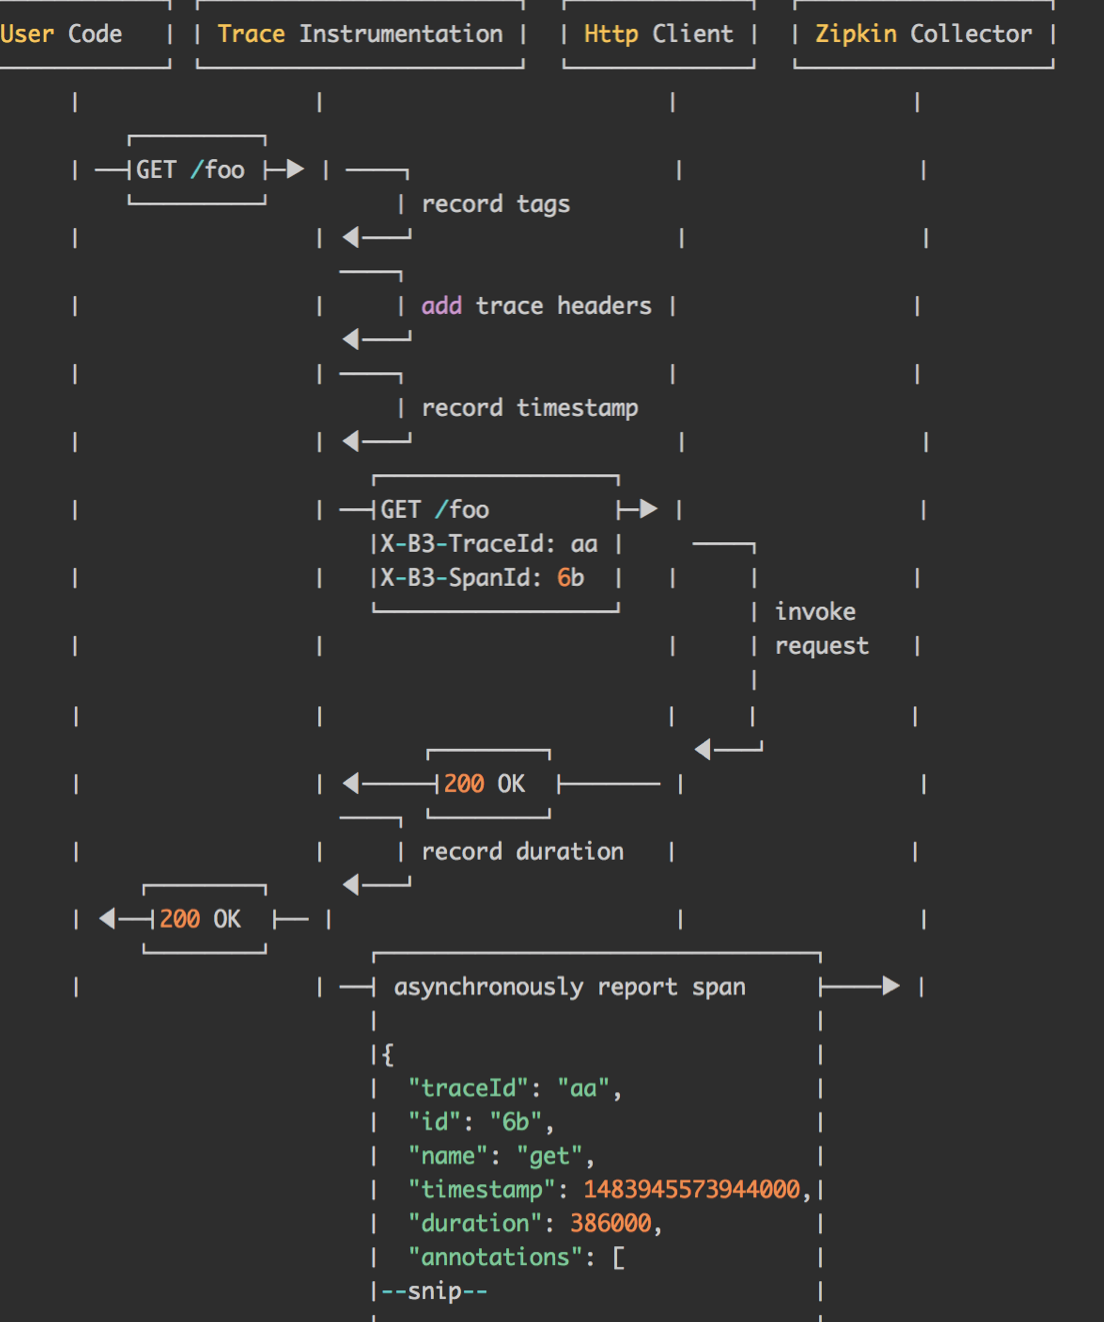 User Code Trace Instrumentation Http Client Zipkin Collector
GET /foo
record tags
add trace headers
record timestamp
GET /foo
X-B3-TraceId: aa
X-B3-SpanId: 6b
invoke
request
200 OK
record duration
200 OK
asynchronously report span
{
"traceId": "aa",
"id": "6b",
"name": "get",
"timestamp": 1483945573944000,
"duration": 386000,
"annotations": [
--snip--